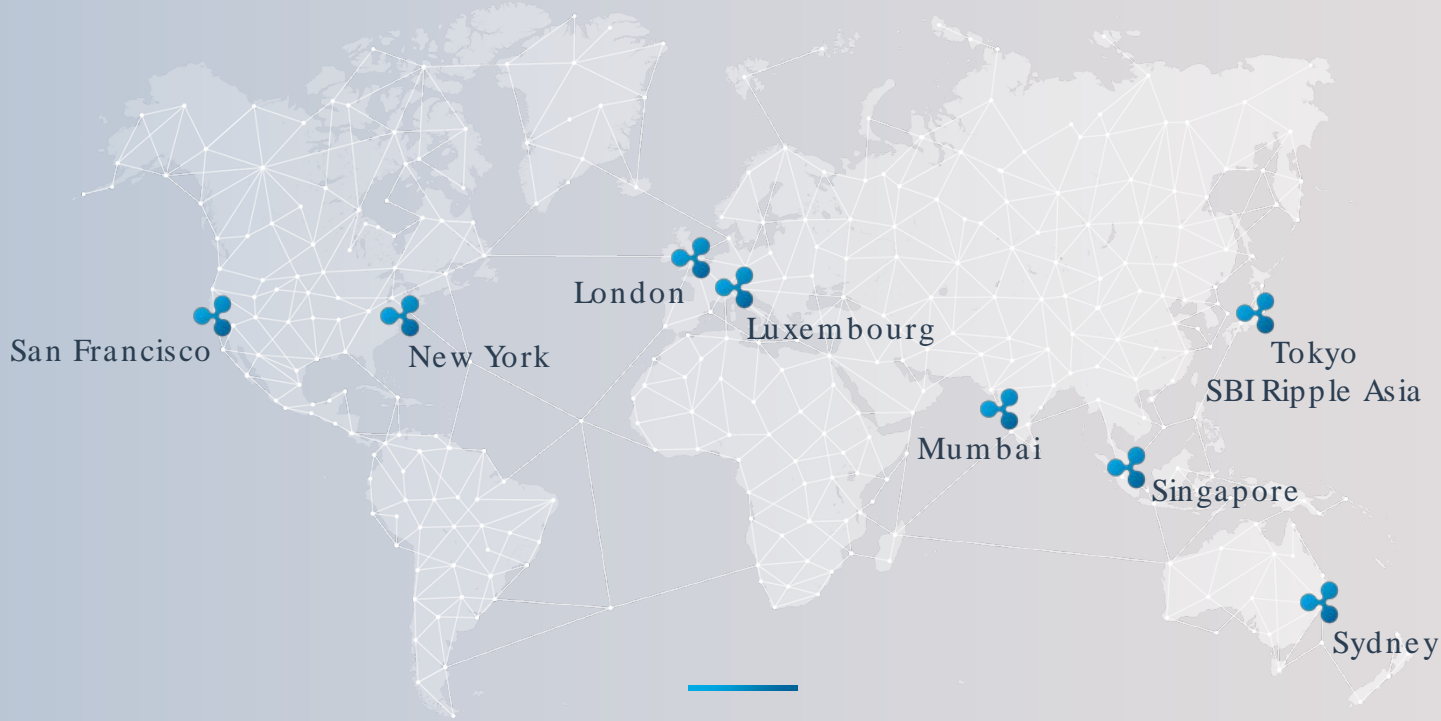 London
Luxembourg
San Francisco
New York
Tokyo
SBI Ripple Asia
Mumbai
Singapore
Sydney